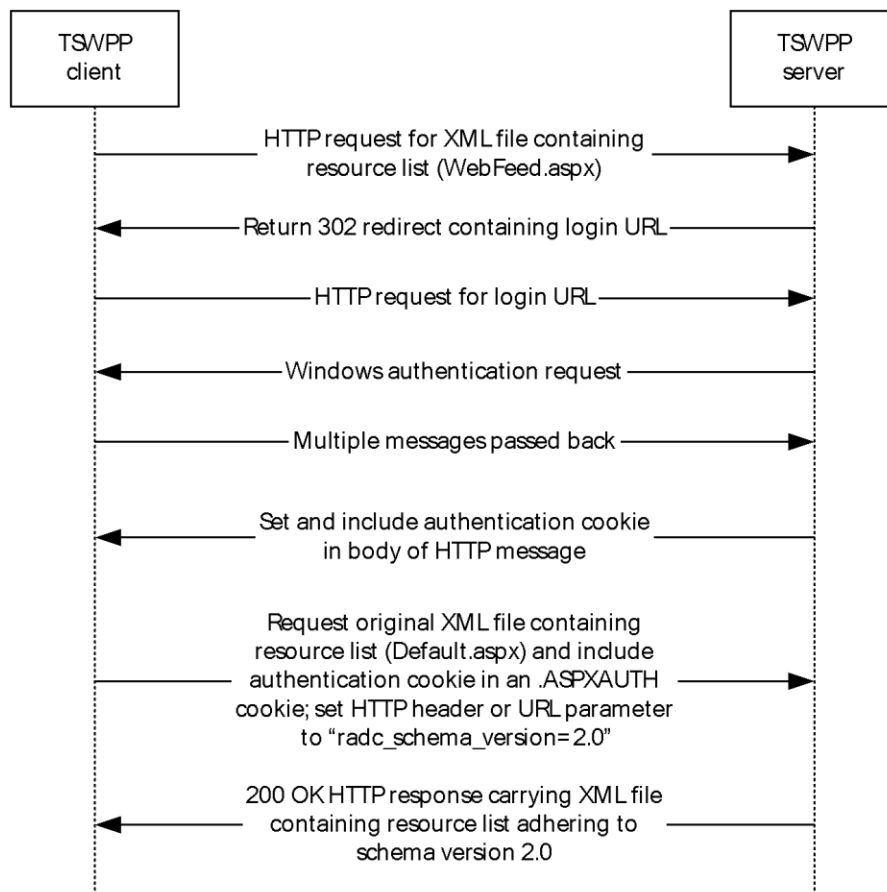 TSWPP
client
TSWPP
server
HTTP request for XML file containing
resource list (WebFeed.aspx)
Return 302 redirect containing login URL
HTTP request for login URL
Windows authentication request
Multiple messages passed back
Set and include authentication cookie
in body of HTTP message
Request original XML file containing
resource list (Default.aspx) and include
authentication cookie in an .ASPXAUTH
cookie; set HTTP header or URL parameter
to “radc_schema_version=2.0”
200 OK HTTP response carrying XML file
containing resource list adhering to
schema version 2.0